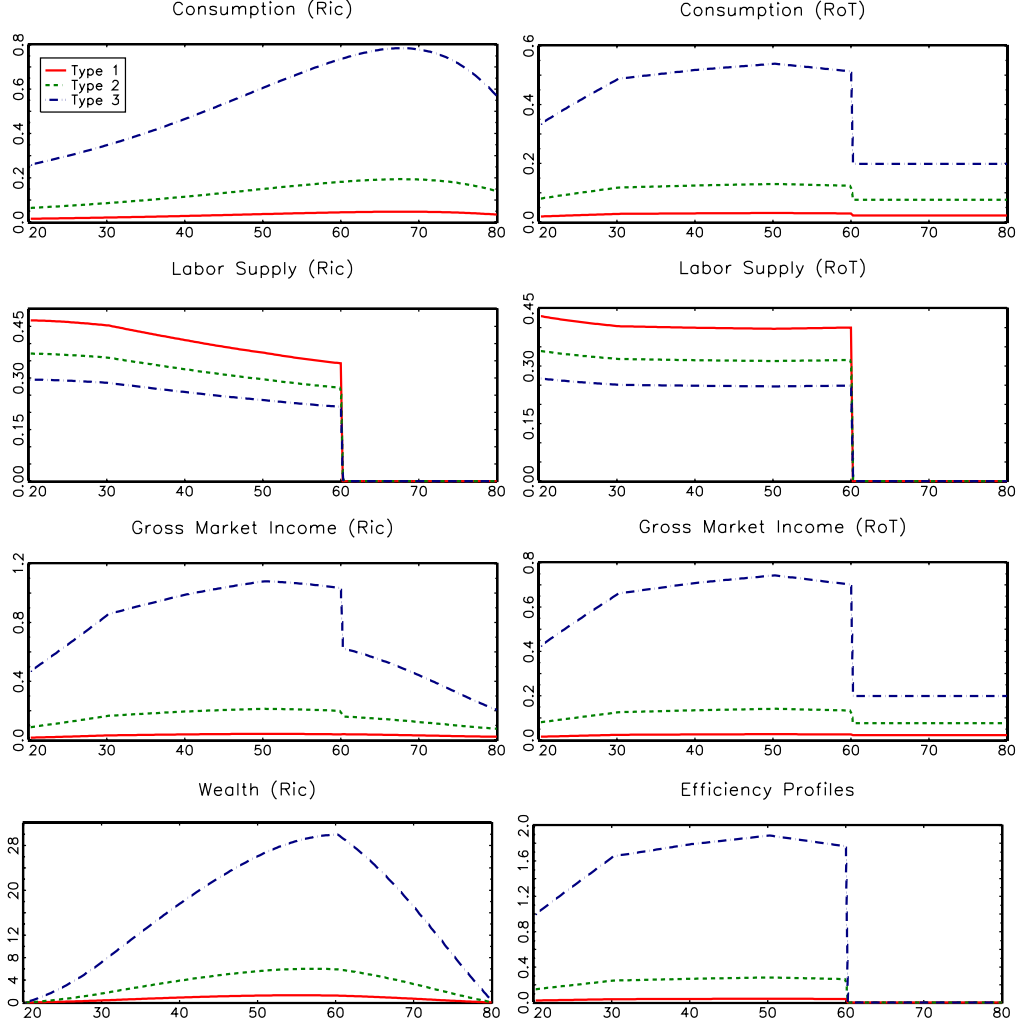 Consumption (Ric)
Consumption (RoT)
0.0 0.2 0.4 0.6 0.8
Type 1
Type 2
Type 3
20 30 40 50 60 70 80
0.0 0.2 0.4 0.6
20 30 40 50 60 70 80
Labor Supply (Ric)
Labor Supply (RoT)
0.00 0.15 0.30 0.45
20 30 40 50 60 70 80
0.00 0.15 0.30 0.45
20 30 40 50 60 70 80
Gross Market Income (Ric)
Gross Market Income (RoT)
0.0 0.4 0.8 1.2
20 30 40 50 60 70 80
0.0 0.2 0.4 0.6 0.8
20 30 40 50 60 70 80
Wealth (Ric)
Efficiency Profiles
0 4 8 12 20 28
20 30 40 50 60 70 80
0.0 0.4 0.8 1.2 1.6 2.0
20 30 40 50 60 70 80